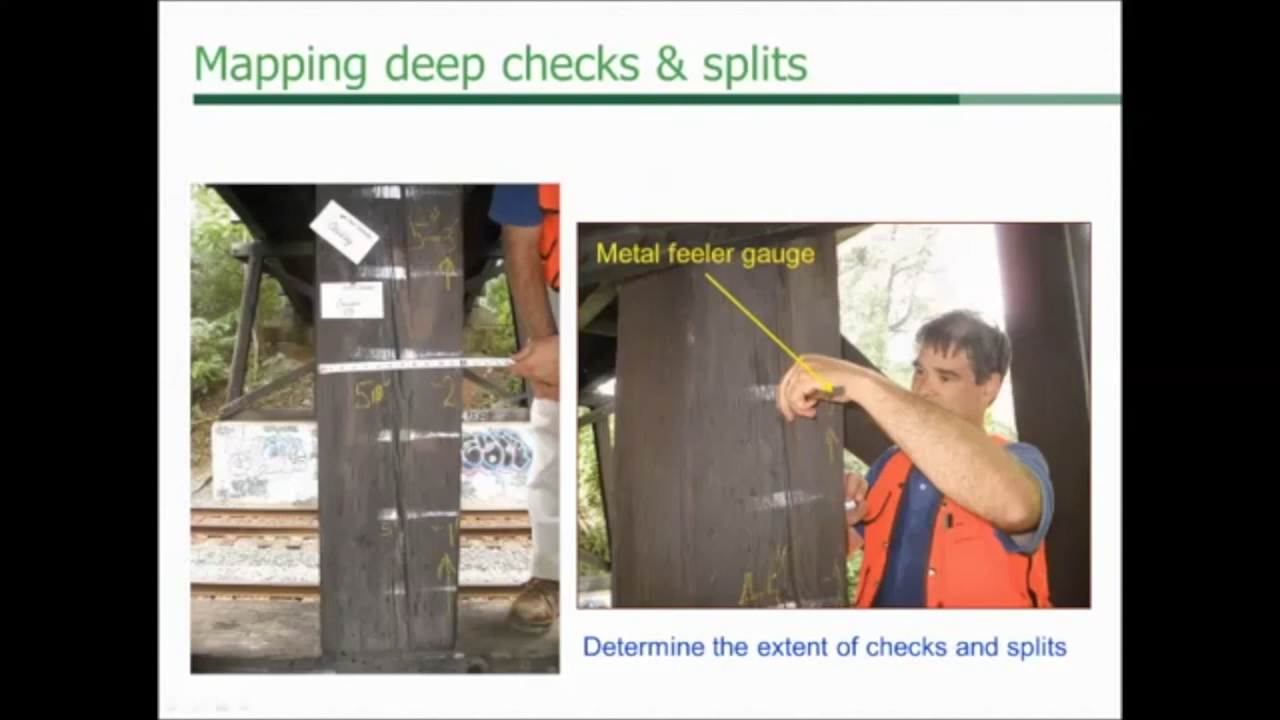 Mapping deep checks & splits
Metal feeler gauge
Determine the extent of checks and splits